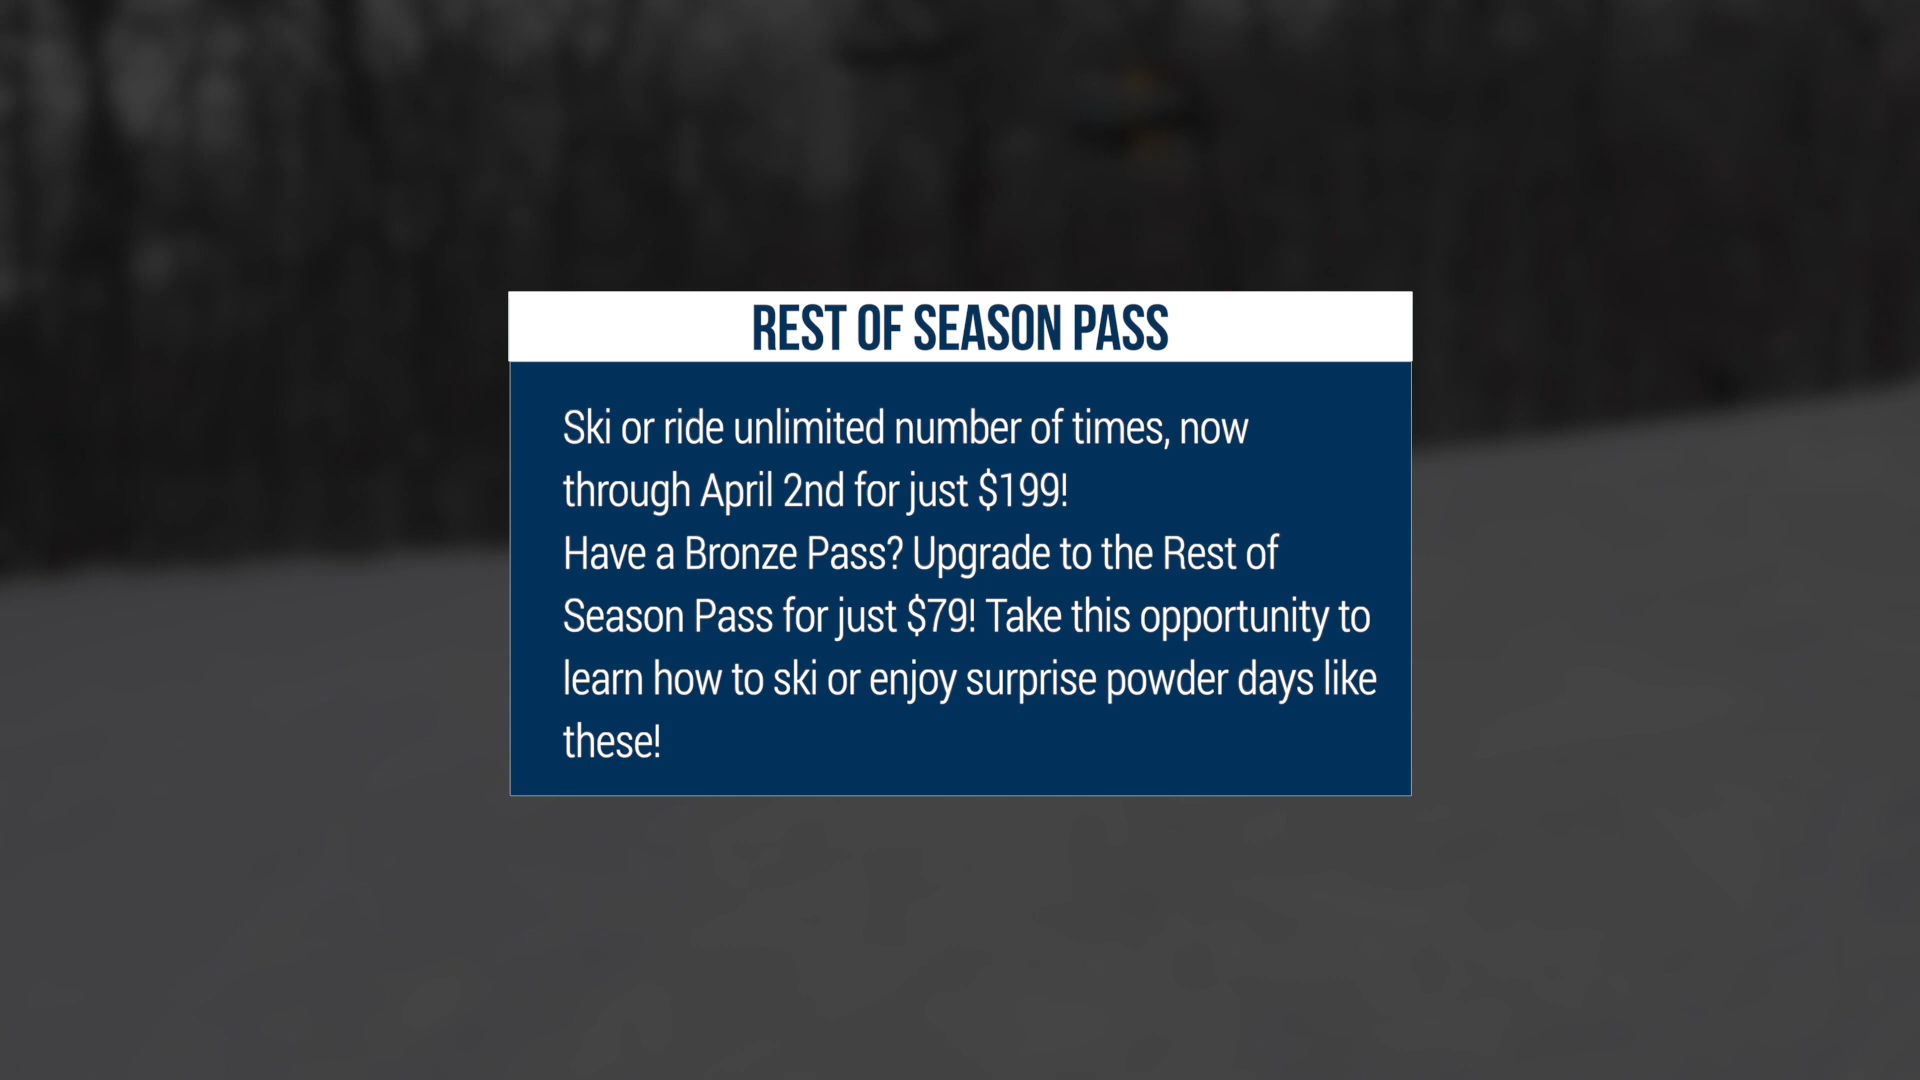 REST OF SEASON PASS
Ski or ride unlimited number of times, now
through April 2nd for just $199!
Have a Bronze Pass? Upgrade to the Rest of
Season Pass for just $79! Take this opportunity to
learn how to ski or enjoy surprise powder days like
these!